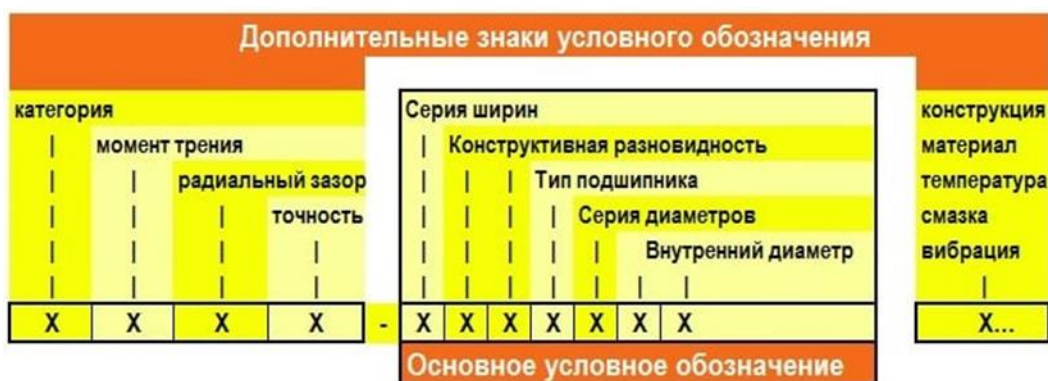 Дополнительные знаки условного обозначения
категория
момент трения
радиальный зазор
точность
Серия ширин
Конструктивная разновидность
Тип подшипника
Серия диаметров
Внутренний диаметр
конструкция
материал
температура
смазка
вибрация
X X X X - X X X X X X X X...
Основное условное обозначение